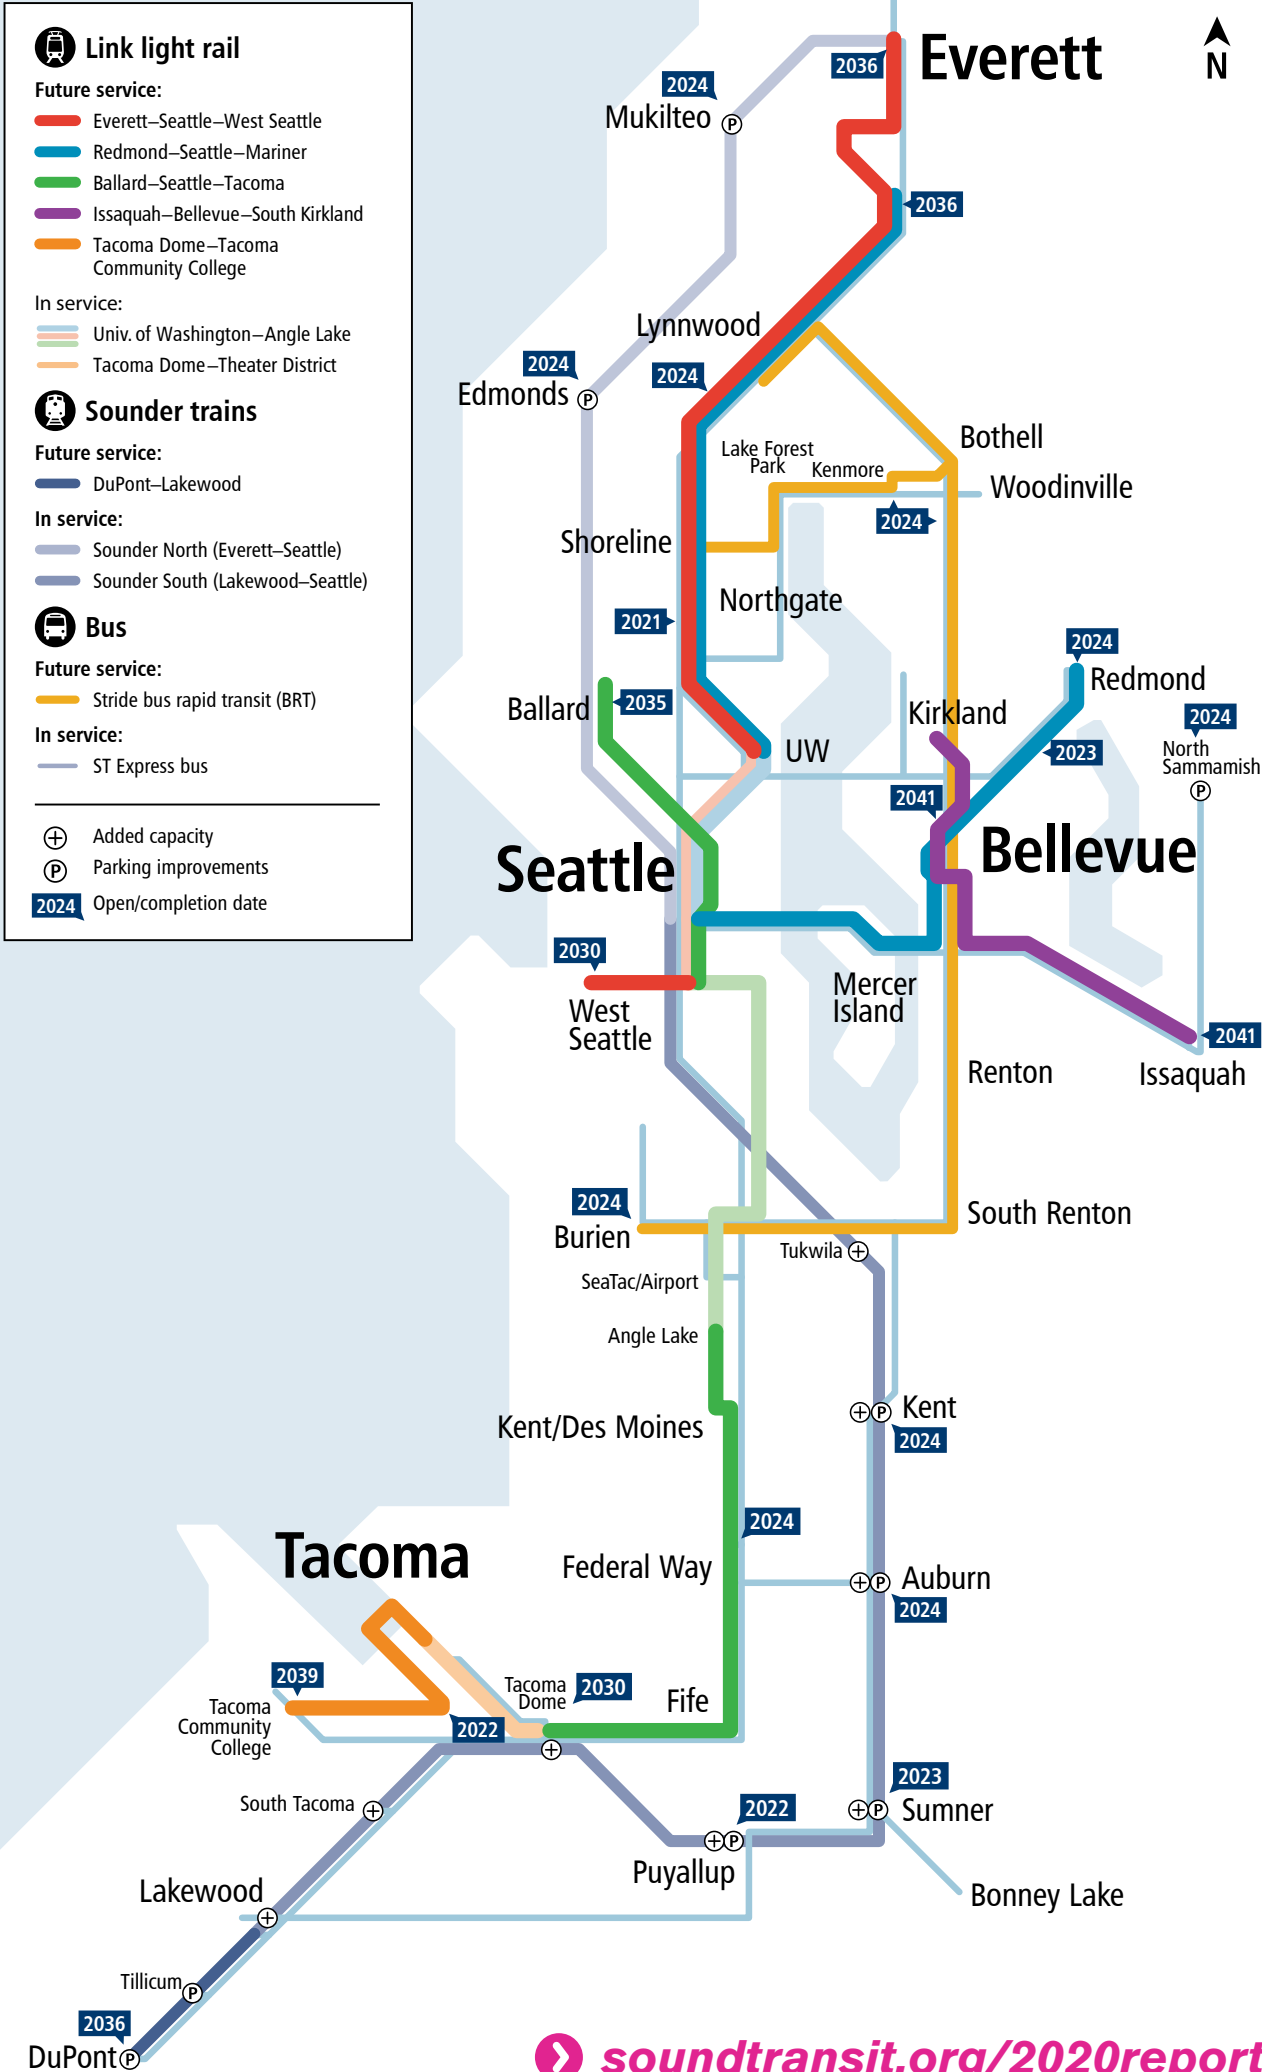 Link light rail
Future service:
Everett–Seattle–West Seattle
Redmond–Seattle–Mariner
Ballard–Seattle–Tacoma
Issaquah–Bellevue–South Kirkland
Tacoma Dome–Tacoma
Community College
In service:
Univ. of Washington–Angle Lake
Tacoma Dome–Theater District
Sounder trains
Future service:
DuPont–Lakewood
In service:
Sounder North (Everett–Seattle)
Sounder South (Lakewood–Seattle)
Bus
Future service:
Stride bus rapid transit (BRT)
In service:
ST Express bus
Added capacity
P Parking improvements
2024 Open/completion date
Everett
N
2036
2024
Mukilteo
P
2036
Lynnwood
2024
2024
Edmonds
P
Bothell
Lake Forest
Park
Kenmore
Woodinville
2024
Shoreline
Northgate
2021
2024
Redmond
Ballard
2035
Kirkland
2024
North
Sammamish
P
UW
2023
2041
Seattle
Bellevue
2030
West
Seattle
Mercer
Island
2041
Issaquah
Renton
2024
Burien
South Renton
Tukwila
SeaTac/Airport
Angle Lake
Kent/Des Moines
P
Kent
2024
2024
Federal Way
P
Auburn
2024
Tacoma
2039
Tacoma
Community
College
2022
Tacoma
Dome
2030
Fife
2023
P
Sumner
South Tacoma
2022
P
Puyallup
Bonney Lake
Lakewood
Tillicum
P
2036
DuPont
P
soundtransit.org/2020report